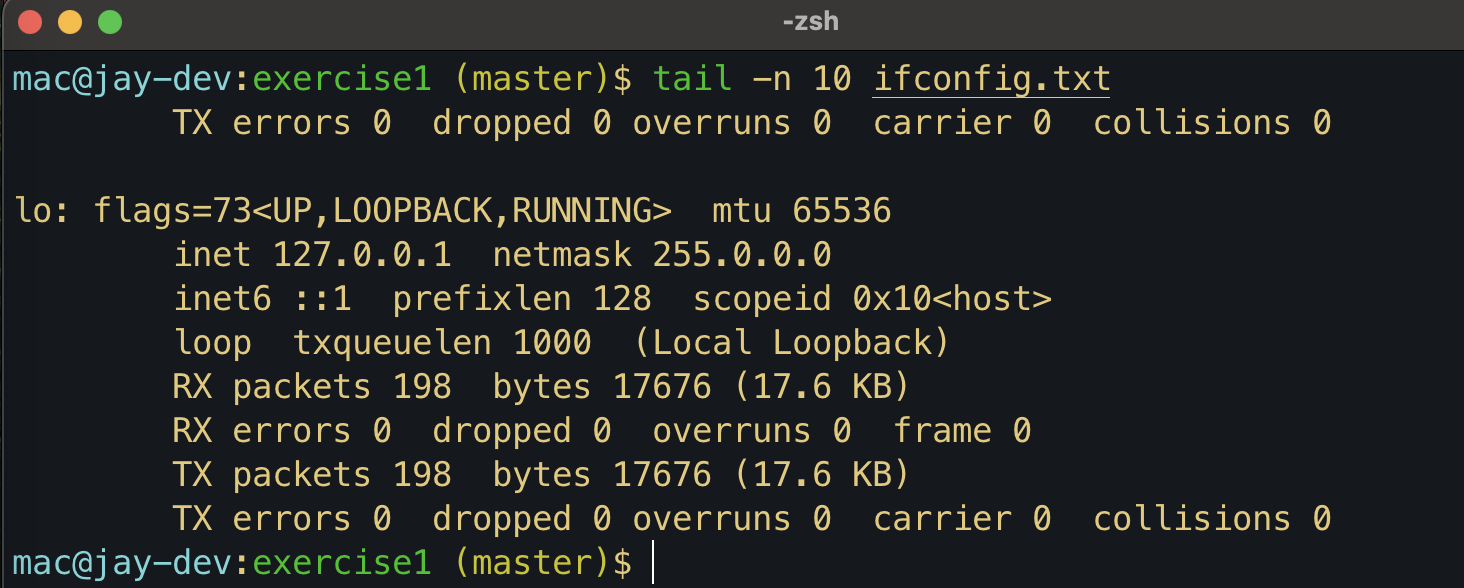 -zsh
mac@jay-dev:exercise1 (master)$ tail -n 10 ifconfig.txt
        TX errors 0  dropped 0 overruns 0  carrier 0  collisions 0

lo: flags=73<UP,LOOPBACK,RUNNING>  mtu 65536
        inet 127.0.0.1  netmask 255.0.0.0
        inet6 ::1  prefixlen 128  scopeid 0x10<host>
        loop  txqueuelen 1000  (Local Loopback)
        RX packets 198  bytes 17676 (17.6 KB)
        RX errors 0  dropped 0  overruns 0  frame 0
        TX packets 198  bytes 17676 (17.6 KB)
        TX errors 0  dropped 0 overruns 0  carrier 0  collisions 0
mac@jay-dev:exercise1 (master)$